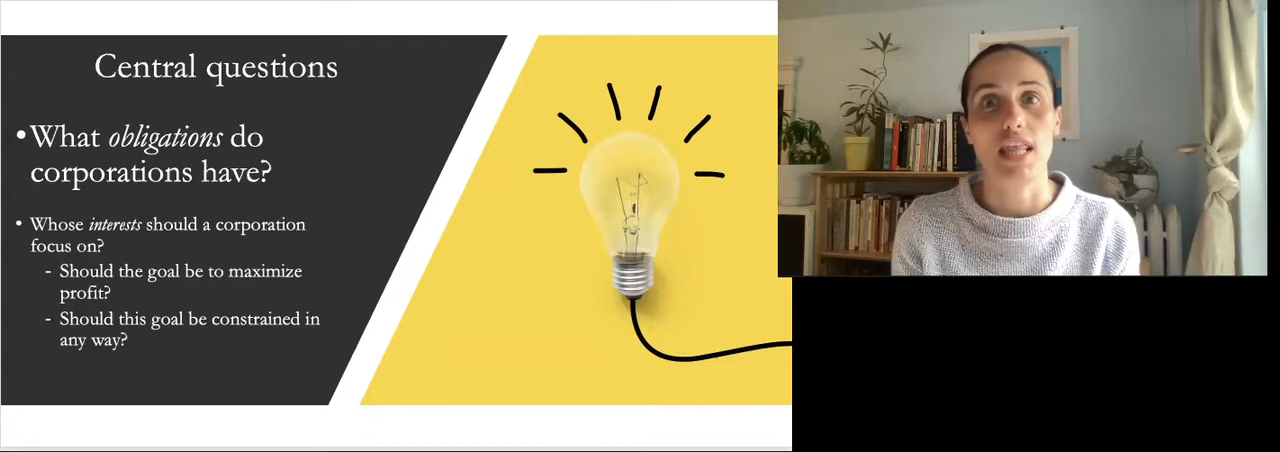 Central questions
•What obligations do
corporations have?
• Whose interests should a corporation
focus on?
- Should the goal be to maximize
profit?
- Should this goal be constrained in
any way?